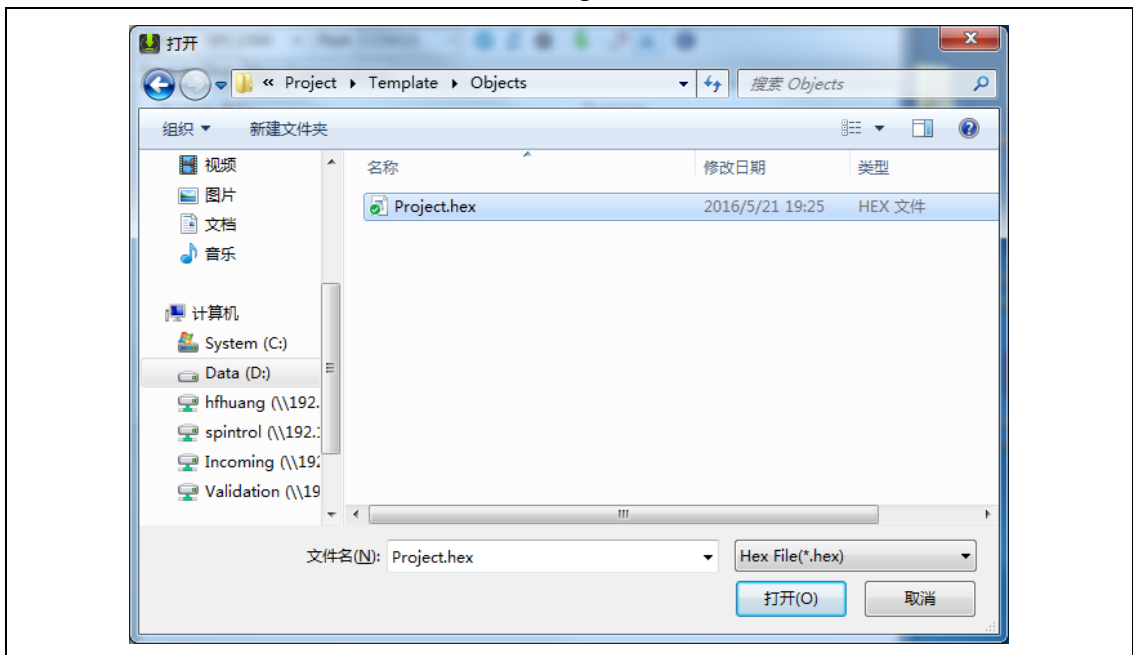 打开
« Project ▸ Template ▸ Objects
搜索 Objects
组织 ▼ 新建文件夹
名称 修改日期 类型
Project.hex 2016/5/21 19:25 HEX 文件
视频
图片
文档
音乐
计算机
System (C:)
Data (D:)
hfhuang (\\192.
spintrol (\\192.
Incoming (\\192
Validation (\\19
文件名(N): Project.hex
Hex File(*.hex)
打开(O) 取消